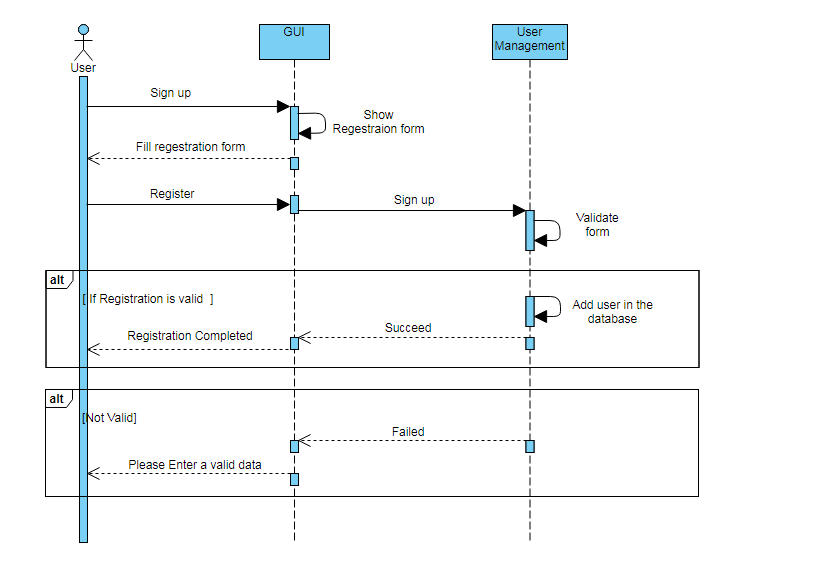 GUI
User
Management
User
Sign up
Show
Regestraion form
Fill regestration form
Register
Sign up
Validate
form
alt
[ If Registration is valid ]
Add user in the
database
Succeed
Registration Completed
alt
[Not Valid]
Failed
Please Enter a valid data